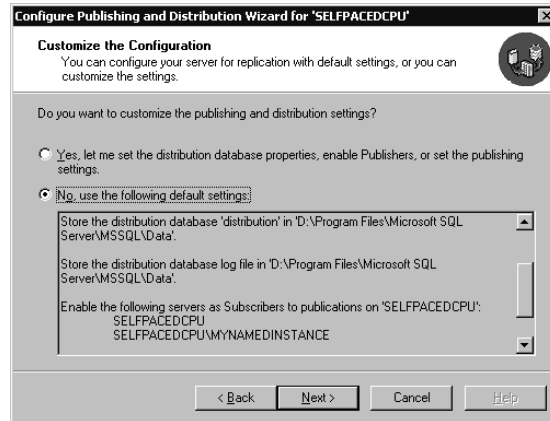 Configure Publishing and Distribution Wizard for 'SELFPACEDCPU'
Customize the Configuration
You can configure your server for replication with default settings, or you can
customize the settings.
Do you want to customize the publishing and distribution settings?
Yes, let me set the distribution database properties, enable Publishers, or set the publishing
settings.
No, use the following default settings:
Store the distribution database 'distribution' in 'D:\Program Files\Microsoft SQL
Server\MSSQL\Data'.
Store the distribution database log file in 'D:\Program Files\Microsoft SQL
Server\MSSQL\Data'.
Enable the following servers as Subscribers to publications on 'SELFPACEDCPU':
SELFPACEDCPU
SELFPACEDCPU\MYNAMEDINSTANCE
< Back
Next >
Cancel
Help